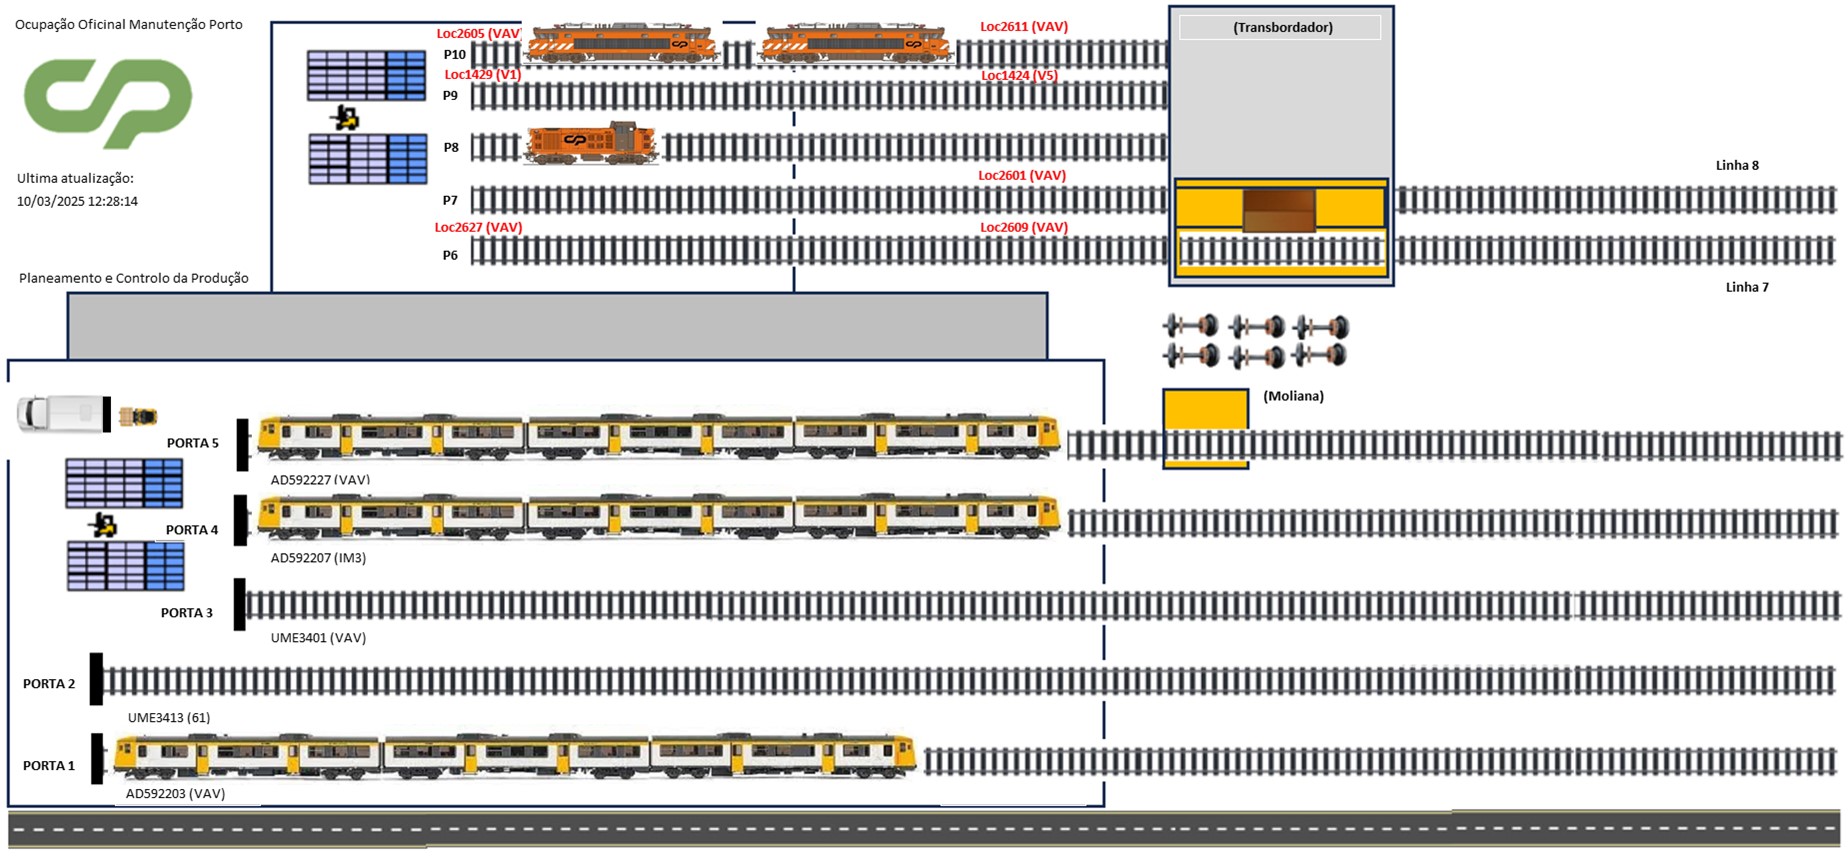 Ocupação Oficinal Manutenção Porto
Ultima atualização:
10/03/2025 12:28:14
Planeamento e Controlo da Produção
Loc2605 (VAV)
Loc2611 (VAV)
P10
Loc1429 (V1)
Loc1424 (V5)
P9
P8
Loc2601 (VAV)
P7
Loc2627 (VAV)
Loc2609 (VAV)
P6
(Transbordador)
Linha 8
Linha 7
(Moliana)
PORTA 5
AD592227 (VAV)
PORTA 4
AD592207 (IM3)
PORTA 3
UME3401 (VAV)
PORTA 2
UME3413 (61)
PORTA 1
AD592203 (VAV)